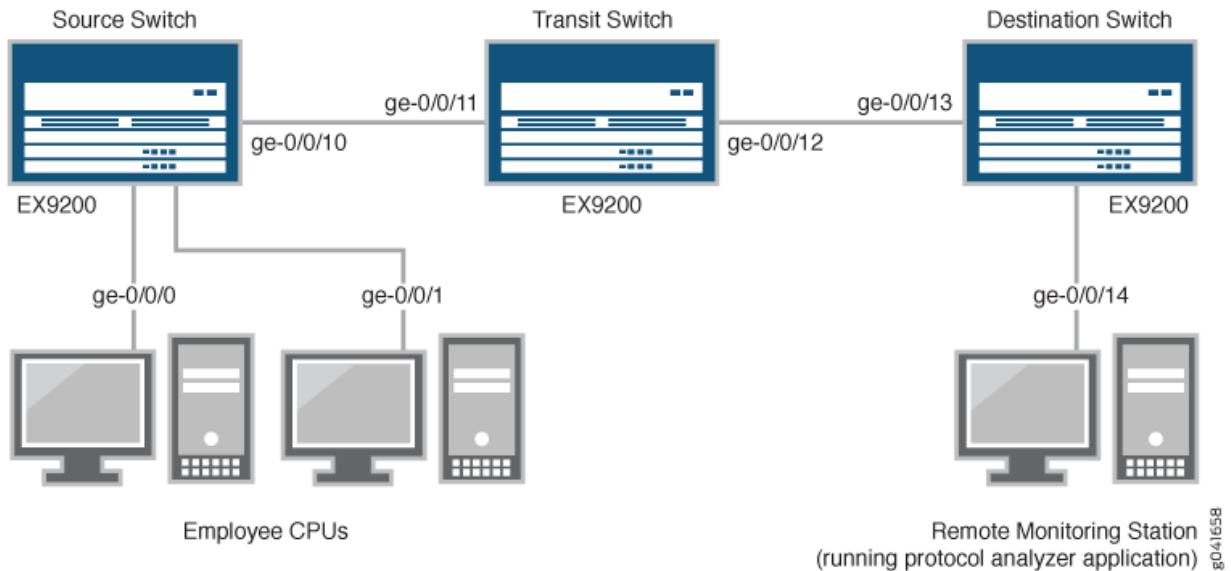 Source Switch
Transit Switch
Destination Switch
ge-0/0/11
ge-0/0/13
ge-0/0/10
ge-0/0/12
EX9200
EX9200
EX9200
ge-0/0/0
ge-0/0/1
ge-0/0/14
Employee CPUs
Remote Monitoring Station
(running protocol analyzer application)
g041658